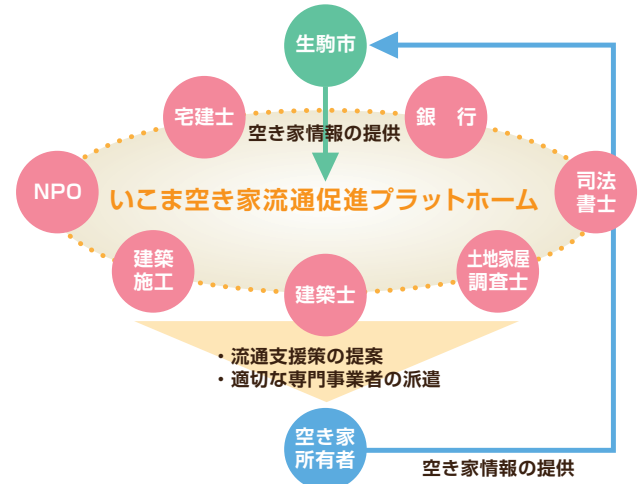 生駒市
宅建士
銀 行
空き家情報の提供
NPO
いこま空き家流通促進プラットホーム
司法
書士
建築
施工
建築士
土地家屋
調査士
・流通支援策の提案
・適切な専門事業者の派遣
空き家
所有者
空き家情報の提供